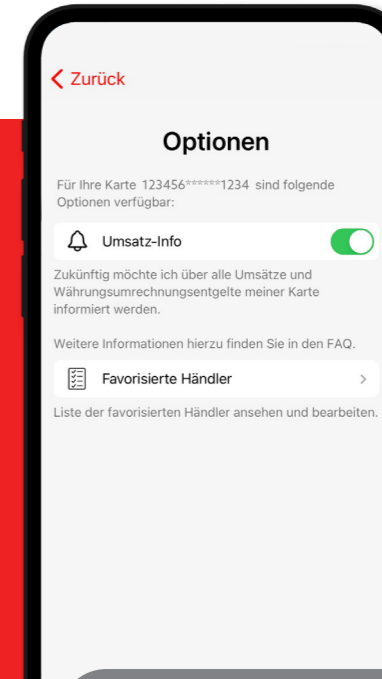 Zurück
Optionen
Für Ihre Karte 123456******1234 sind folgende
Optionen verfügbar:
Umsatz-Info
Zukünftig möchte ich über alle Umsätze und
Währungsumrechnungsentgelte meiner Karte
informiert werden.
Weitere Informationen hierzu finden Sie in den FAQ.
Favorisierte Händler
Liste der favorisierten Händler ansehen und bearbeiten.